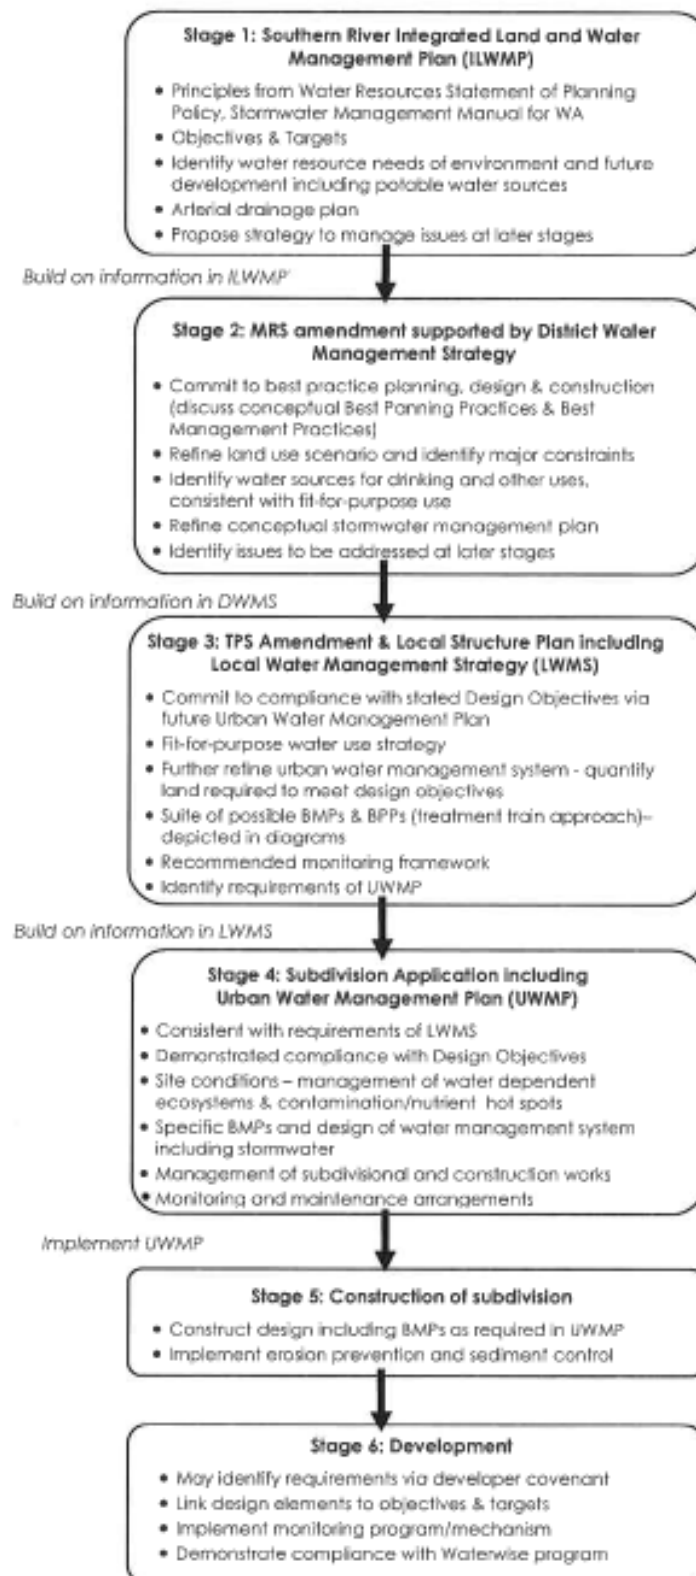 Stage 1: Southern River Integrated Land and Water
Management Plan (ILWMP)
• Principles from Water Resources Statement of Planning
Policy, Stormwater Management Manual for WA
• Objectives & Targets
• Identify water resource needs of environment and future
development including potable water sources
• Arterial drainage plan
• Propose strategy to manage issues at later stages
Build on information in ILWMP
Stage 2: MRS amendment supported by District Water
Management Strategy
• Commit to best practice planning, design & construction
(discuss conceptual Best Panning Practices & Best
Management Practices)
• Refine land use scenario and identify major constraints
• Identify water sources for drinking and other uses,
consistent with fit-for-purpose use
• Refine conceptual stormwater management plan
• Identify issues to be addressed at later stages
Build on information in DWMS
Stage 3: TPS Amendment & Local Structure Plan including
Local Water Management Strategy (LWMS)
• Commit to compliance with stated Design Objectives via
future Urban Water Management Plan
• Fit-for-purpose water use strategy
• Further refine urban water management system - quantify
land required to meet design objectives
• Suite of possible BMPs & BPPs (treatment train approach)–
depicted in diagrams
• Recommended monitoring framework
• Identify requirements of UWMP
Build on information in LWMS
Stage 4: Subdivision Application including
Urban Water Management Plan (UWMP)
• Consistent with requirements of LWMS
• Demonstrated compliance with Design Objectives
• Site conditions – management of water dependent
ecosystems & contamination/nutrient hot spots
• Specific BMPs and design of water management system
including stormwater
• Management of subdivisional and construction works
• Monitoring and maintenance arrangements
Implement UWMP
Stage 5: Construction of subdivision
• Construct design including BMPs as required in UWMP
• Implement erosion prevention and sediment control
Stage 6: Development
• May identify requirements via developer covenant
• Link design elements to objectives & targets
• Implement monitoring program/mechanism
• Demonstrate compliance with Waterwise program